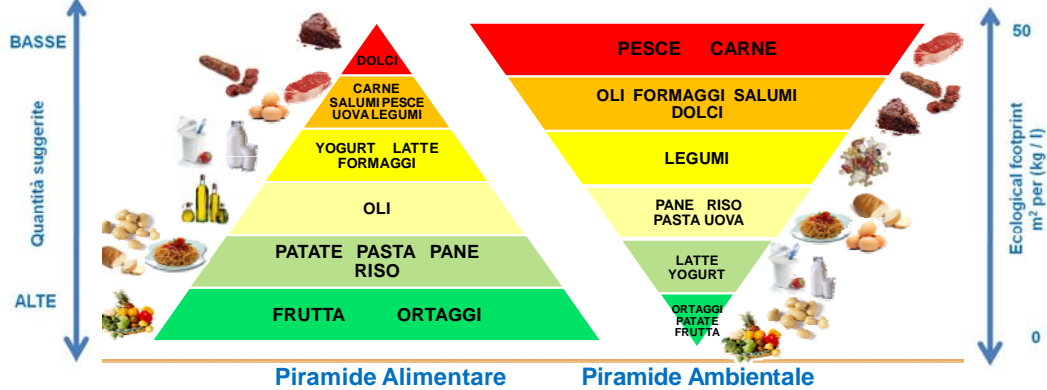 BASSE
Quantità suggerite
ALTE
DOLCI
CARNE
SALUMI PESCE
UOVA LEGUMI
YOGURT LATTE
FORMAGGI
OLI
PATATE PASTA PANE
RISO
FRUTTA ORTAGGI
Piramide Alimentare
PESCE CARNE
OLI FORMAGGI SALUMI
DOLCI
LEGUMI
PANE RISO
PASTA UOVA
LATTE
YOGURT
ORTAGGI
PATATE
FRUTTA
Piramide Ambientale
50
Ecological footprint
m² per (kg / l)
0